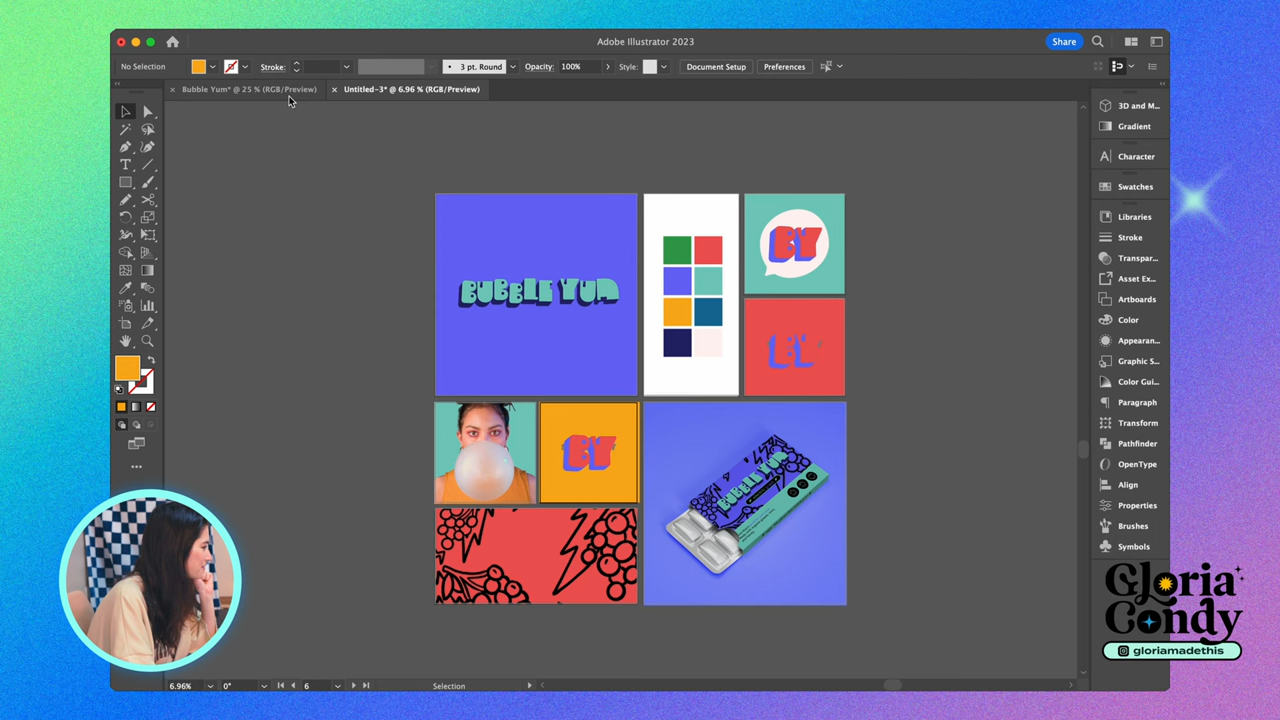 Adobe Illustrator 2023
Share
No Selection
Stroke:
3 pt. Round
Opacity: 100%
Style:
Document Setup
Preferences
× Bubble Yum* @ 25 % (RGB/Preview)
× Untitled-3* @ 6.96 % (RGB/Preview)
3D and M...
Gradient
Character
Swatches
Libraries
Stroke
Transpar...
Asset Ex...
Artboards
Color
Appearan...
Graphic S...
Color Gui...
Paragraph
Transform
Pathfinder
OpenType
Align
Properties
Brushes
Symbols
BUBBLE YUM
BY
BY
BUBBLE YUM
6.96%
0°
6
Selection
Gloria
Condy
gloriamadethis